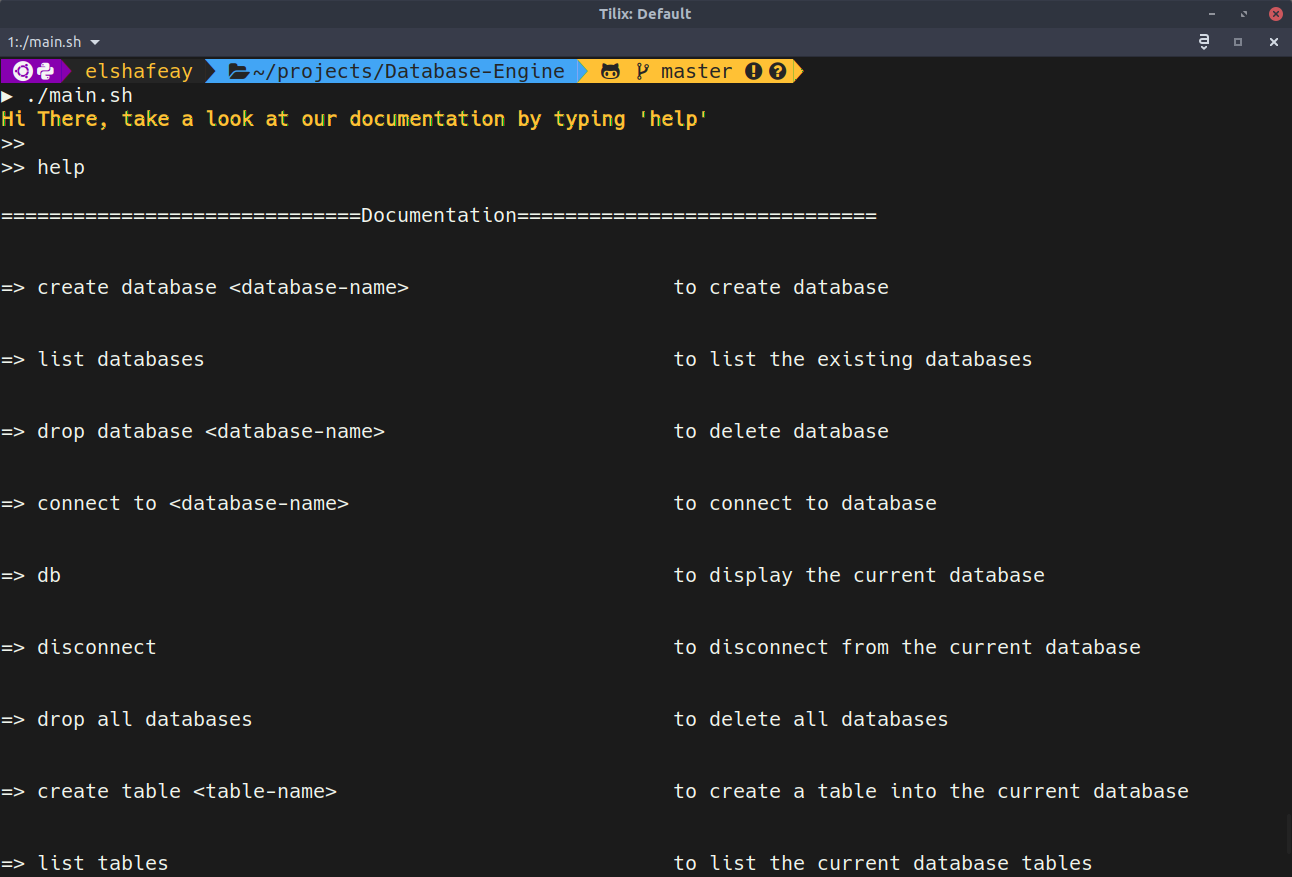 Tilix: Default
1:./main.sh
elshafeay ~/projects/Database-Engine master
./main.sh
Hi There, take a look at our documentation by typing 'help'
>>
>> help
==============================Documentation==============================
=> create database <database-name> to create database
=> list databases to list the existing databases
=> drop database <database-name> to delete database
=> connect to <database-name> to connect to database
=> db to display the current database
=> disconnect to disconnect from the current database
=> drop all databases to delete all databases
=> create table <table-name> to create a table into the current database
=> list tables to list the current database tables